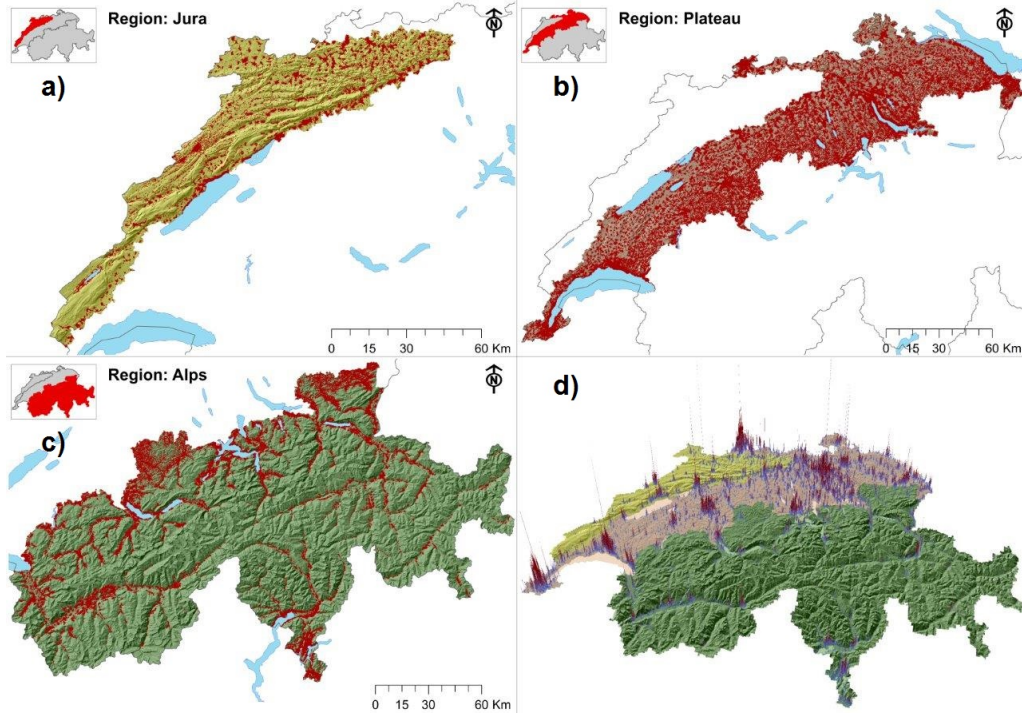 Region: Jura
N
a)
0 15 30 60 Km
Region: Plateau
N
b)
0 15 30 60 Km
Region: Alps
N
c)
0 15 30 60 Km
d)